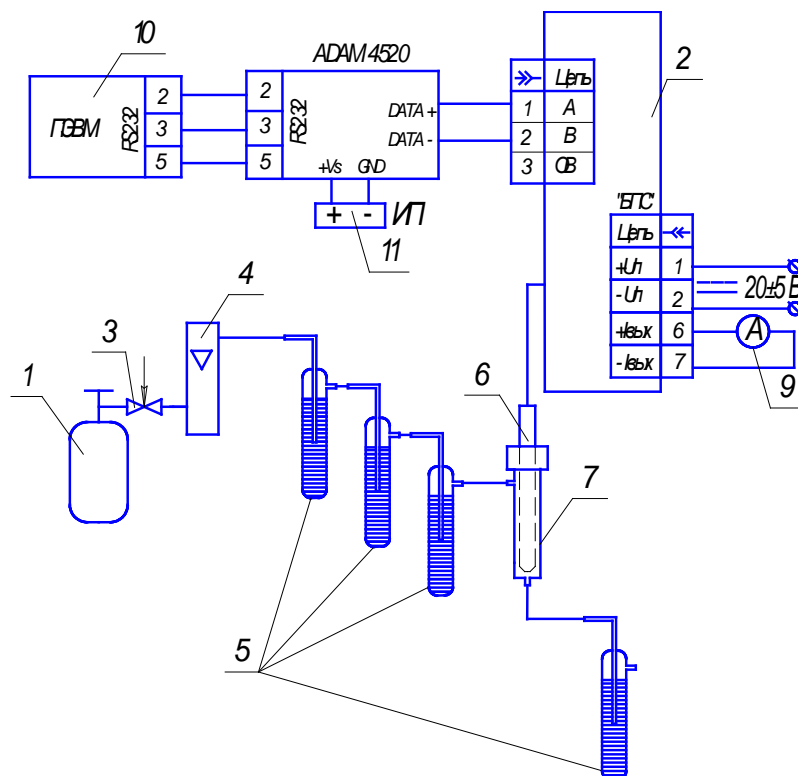 10
ADAM 4520
2
ПЭВМ
RS232
2
3
5
2
3
5
RS232
DATA +
DATA -
+Vs GND
+ - ИП
11
Цепь
1 A
2 B
3 OB
"БПС"
Цепь
+Uп 1
-Uп 2
+Iвых 6
-Iвых 7
20±5 В
A
9
4
3
1
6
7
5